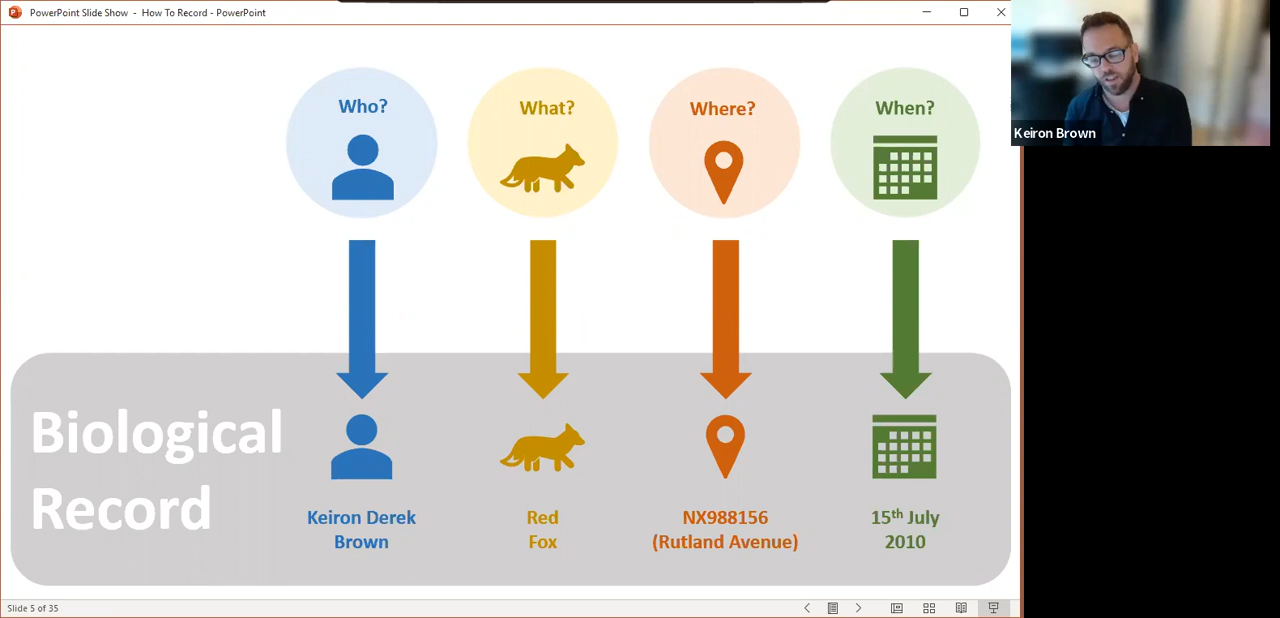 PowerPoint Slide Show - How To Record - PowerPoint
Who?
What?
Where?
When?
Keiron Brown
Biological
Record
Keiron Derek
Brown
Red
Fox
NX988156
(Rutland Avenue)
15th July
2010
Slide 5 of 35